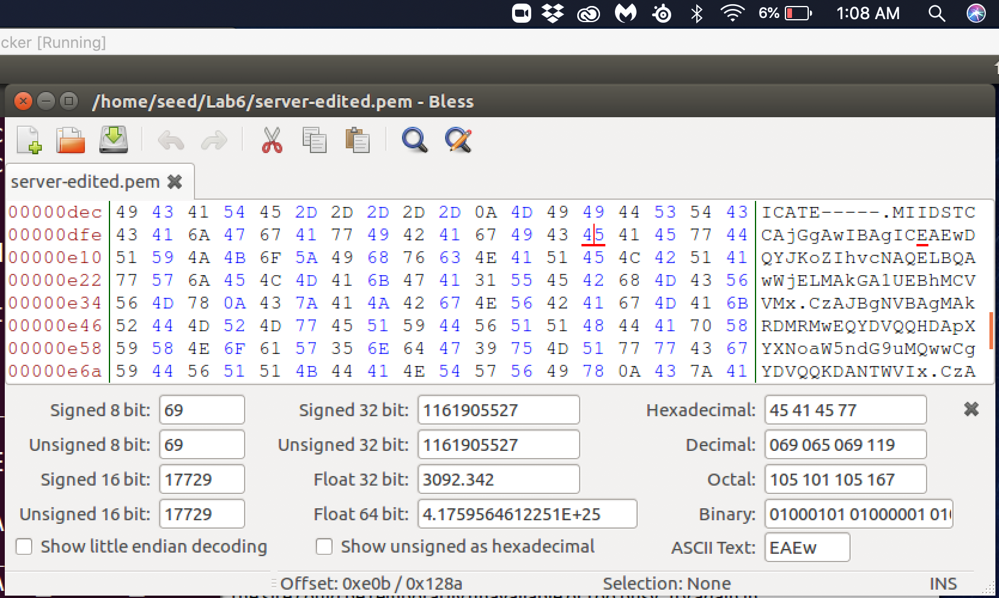 6% 1:08 AM
cker [Running]
/home/seed/Lab6/server-edited.pem - Bless
server-edited.pem
00000dec 49 43 41 54 45 2D 2D 2D 2D 2D 0A 4D 49 49 44 53 54 43 ICATE-----.MIIDSTC
00000dfe 43 41 6A 47 67 41 77 49 42 41 67 49 43 45 41 45 77 44 CAjGgAwIBAgICEAEwD
00000e10 51 59 4A 4B 6F 5A 49 68 76 63 4E 41 51 45 4C 42 51 41 QYJKoZIhvcNAQELBQA
00000e22 77 57 6A 45 4C 4D 41 6B 47 41 31 55 45 42 68 4D 43 56 wWjELMAkGA1UEBhMCV
00000e34 56 4D 78 0A 43 7A 41 4A 42 67 4E 56 42 41 67 4D 41 6B VMx.CzAJBgNVBAgMAk
00000e46 52 44 4D 52 4D 77 45 51 59 44 56 51 51 48 44 41 70 58 RDMRMwEQYDVQQHDApX
00000e58 59 58 4E 6F 61 57 35 6E 64 47 39 75 4D 51 77 77 43 67 YXNoaW5ndG9uMQwwCg
00000e6a 59 44 56 51 51 4B 44 41 4E 54 57 56 49 78 0A 43 7A 41 YDVQQKDANTWVIx.CzA
Signed 8 bit: 69 Signed 32 bit: 1161905527 Hexadecimal: 45 41 45 77
Unsigned 8 bit: 69 Unsigned 32 bit: 1161905527 Decimal: 069 065 069 119
Signed 16 bit: 17729 Float 32 bit: 3092.342 Octal: 105 101 105 167
Unsigned 16 bit: 17729 Float 64 bit: 4.1759564612251E+25 Binary: 01000101 01000001 01
Show little endian decoding Show unsigned as hexadecimal ASCII Text: EAEw
Offset: 0xe0b / 0x128a Selection: None INS